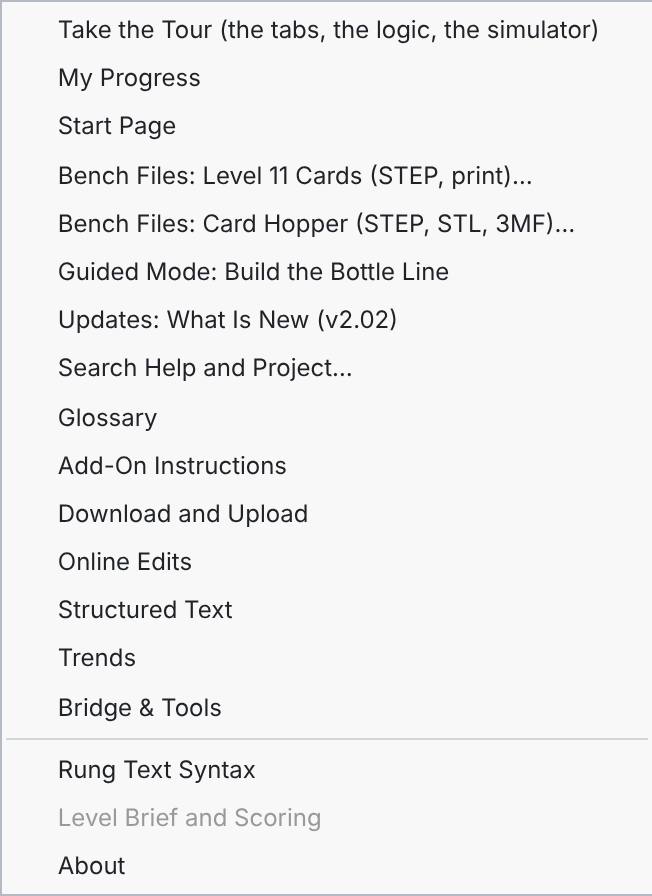 Take the Tour (the tabs, the logic, the simulator)
My Progress
Start Page
Bench Files: Level 11 Cards (STEP, print)...
Bench Files: Card Hopper (STEP, STL, 3MF)...
Guided Mode: Build the Bottle Line
Updates: What Is New (v2.02)
Search Help and Project...
Glossary
Add-On Instructions
Download and Upload
Online Edits
Structured Text
Trends
Bridge & Tools
Rung Text Syntax
Level Brief and Scoring
About